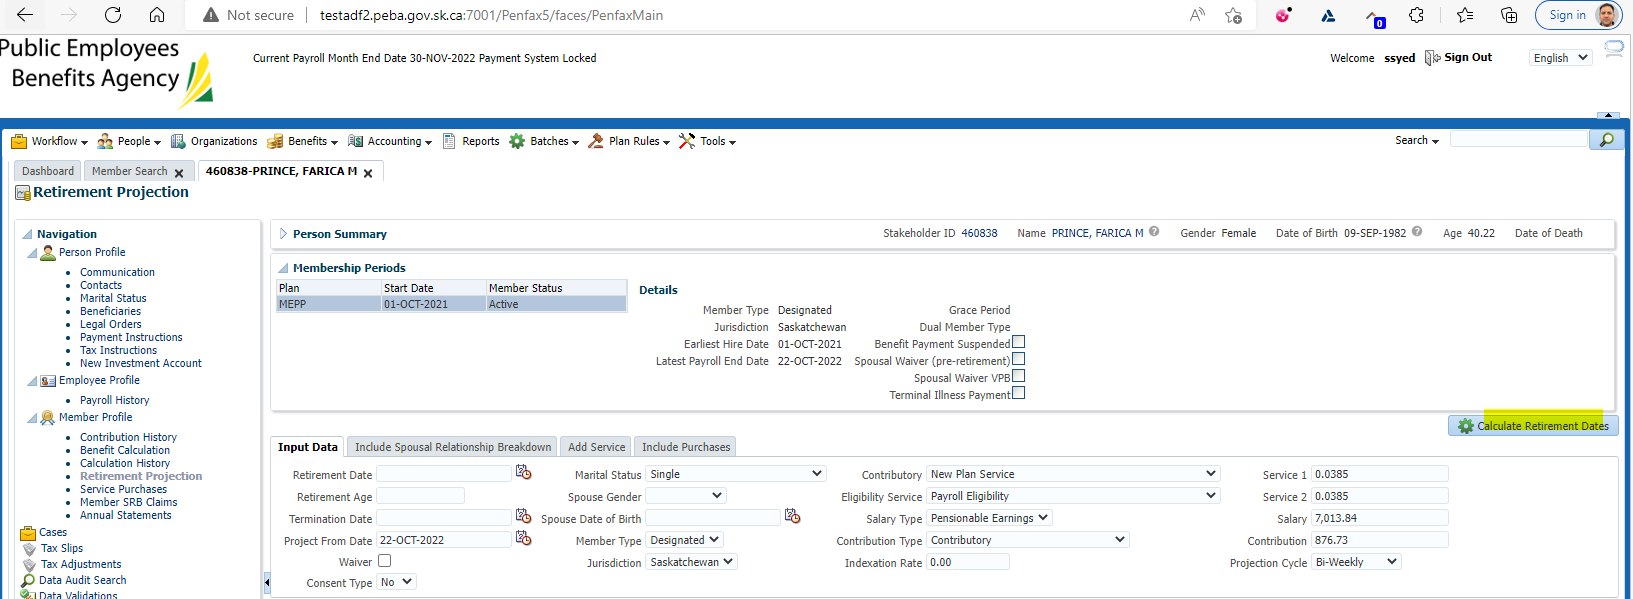 Not secure | testadf2.peba.gov.sk.ca:7001/Penfax5/faces/PenfaxMain
Sign in
0
Public Employees
Benefits Agency
Current Payroll Month End Date 30-NOV-2022 Payment System Locked
Welcome ssyed Sign Out English
Workflow People Organizations Benefits Accounting Reports Batches Plan Rules Tools Search
Dashboard Member Search 460838-PRINCE, FARICA M
Retirement Projection
Navigation
Person Profile
Communication
Contacts
Marital Status
Beneficiaries
Legal Orders
Payment Instructions
Tax Instructions
New Investment Account
Employee Profile
Payroll History
Member Profile
Contribution History
Benefit Calculation
Calculation History
Retirement Projection
Service Purchases
Member SRB Claims
Annual Statements
Cases
Tax Slips
Tax Adjustments
Data Audit Search
Data Validations
Person Summary Stakeholder ID 460838 Name PRINCE, FARICA M Gender Female Date of Birth 09-SEP-1982 Age 40.22 Date of Death
Membership Periods
Plan Start Date Member Status
MEPP 01-OCT-2021 Active
Details
Member Type Designated Grace Period
Jurisdiction Saskatchewan Dual Member Type
Earliest Hire Date 01-OCT-2021 Benefit Payment Suspended
Latest Payroll End Date 22-OCT-2022 Spousal Waiver (pre-retirement)
Spousal Waiver VPB
Terminal Illness Payment
Calculate Retirement Dates
Input Data Include Spousal Relationship Breakdown Add Service Include Purchases
Retirement Date Marital Status Single Contributory New Plan Service Service 1 0.0385
Retirement Age Spouse Gender Eligibility Service Payroll Eligibility Service 2 0.0385
Termination Date Spouse Date of Birth Salary Type Pensionable Earnings Salary 7,013.84
Project From Date 22-OCT-2022 Member Type Designated Contribution Type Contributory Contribution 876.73
Waiver Jurisdiction Saskatchewan Indexation Rate 0.00 Projection Cycle Bi-Weekly
Consent Type No